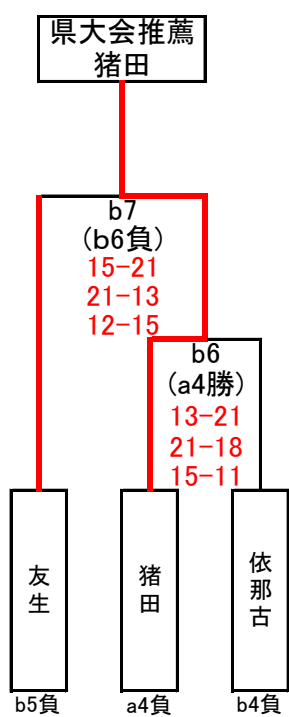 県大会推薦
猪田
b7
（b6負）
15-21
21-13
12-15
b6
（a4勝）
13-21
21-18
15-11
友生
猪田
依那古
b5負
a4負
b4負